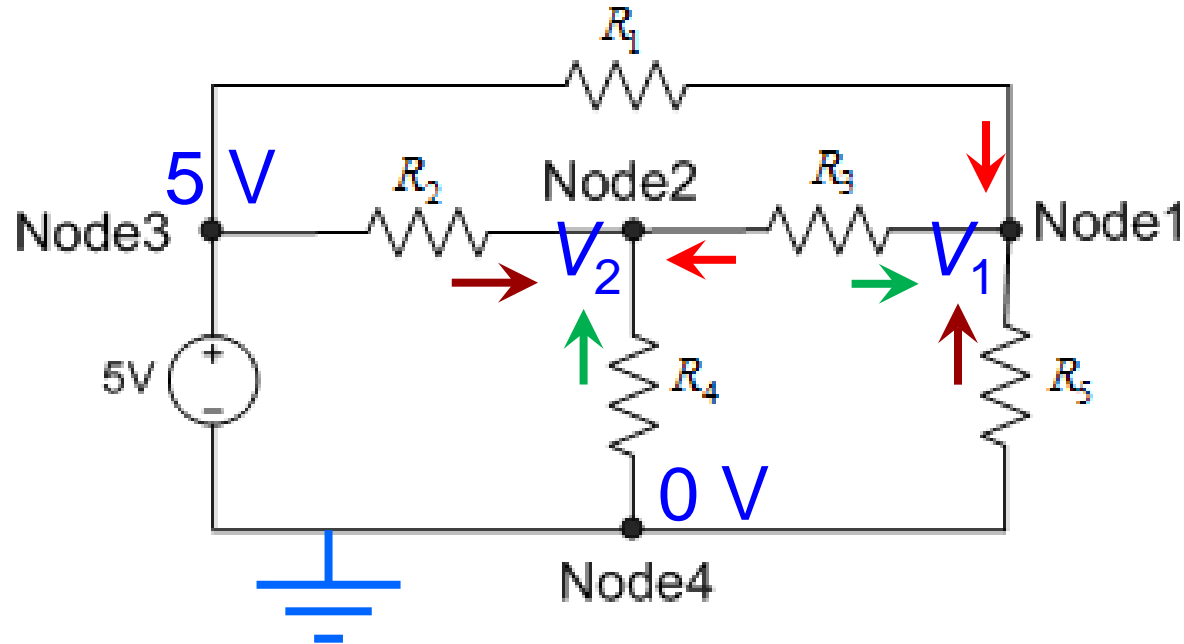 R₁
5 V
R₂
Node2
R₃
Node3
V₂
V₁
Node1
5V
+
−
R₄
R₅
0 V
Node4